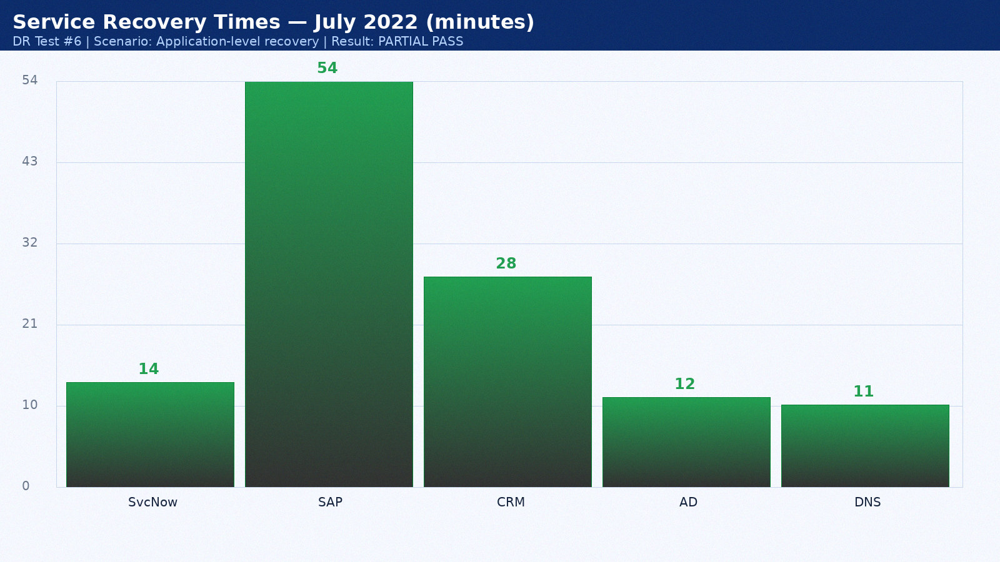 Service Recovery Times — July 2022 (minutes)
DR Test #6 | Scenario: Application-level recovery | Result: PARTIAL PASS
54
54
43
32
28
21
14
12
11
10
0
SvcNow
SAP
CRM
AD
DNS